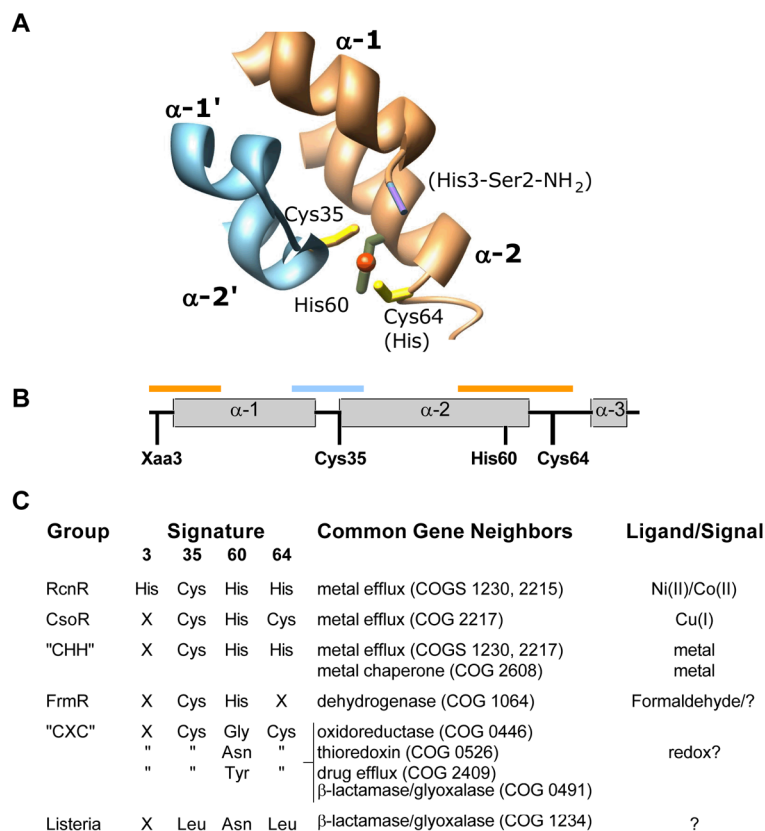 A
α-1
α-1'
(His3-Ser2-NH2)
Cys35
α-2
α-2'
His60
Cys64
(His)
B
α-1
α-2
α-3
Xaa3
Cys35
His60
Cys64
C
Group Signature Common Gene Neighbors Ligand/Signal
3 35 60 64
RcnR His Cys His His metal efflux (COGS 1230, 2215) Ni(II)/Co(II)
CsoR X Cys His Cys metal efflux (COG 2217) Cu(I)
"CHH" X Cys His His metal efflux (COGS 1230, 2217) metal
metal chaperone (COG 2608) metal
FrmR X Cys His X dehydrogenase (COG 1064) Formaldehyde/?
"CXC" X Cys Gly Cys oxidoreductase (COG 0446)
" " Asn " thioredoxin (COG 0526) redox?
" " Tyr " drug efflux (COG 2409)
β-lactamase/glyoxalase (COG 0491)
Listeria X Leu Asn Leu β-lactamase/glyoxalase (COG 1234) ?